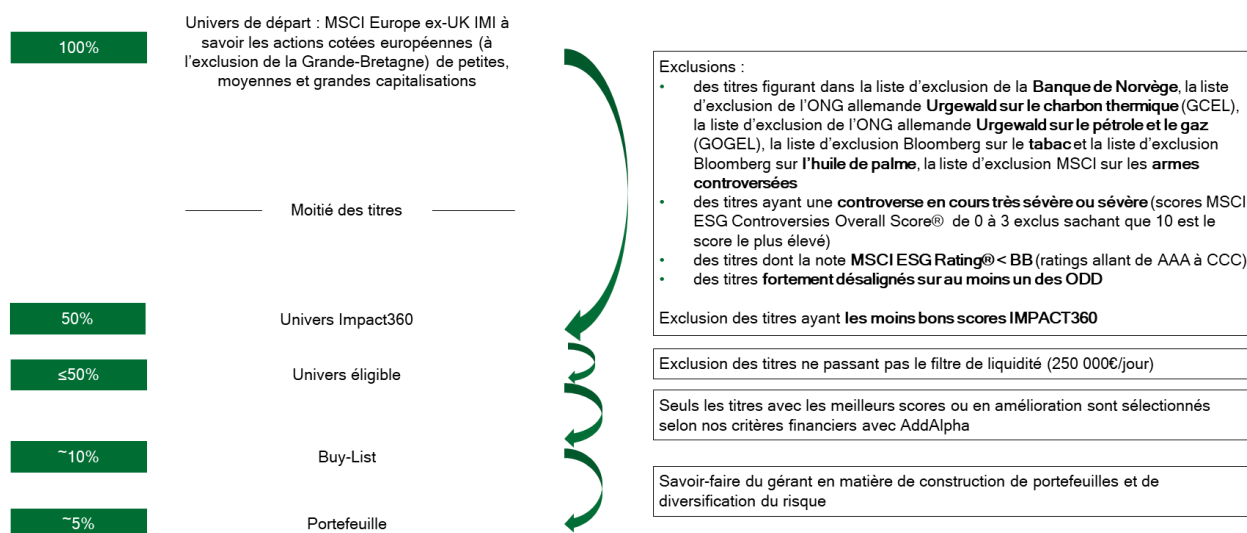 100%
Univers de départ : MSCI Europe ex-UK IMI à
savoir les actions cotées européennes (à
l'exclusion de la Grande-Bretagne) de petites,
moyennes et grandes capitalisations
Exclusions :
• des titres figurant dans la liste d'exclusion de la Banque de Norvège, la liste
d'exclusion de l'ONG allemande Urgewald sur le charbon thermique (GCEL),
la liste d'exclusion de l'ONG allemande Urgewald sur le pétrole et le gaz
(GOGEL), la liste d'exclusion Bloomberg sur le tabac et la liste d'exclusion
Bloomberg sur l'huile de palme, la liste d'exclusion MSCI sur les armes
controversées
• des titres ayant une controverse en cours très sévère ou sévère (scores MSCI
ESG Controversies Overall Score® de 0 à 3 exclus sachant que 10 est le
score le plus élevé)
• des titres dont la note MSCI ESG Rating® < BB (ratings allant de AAA à CCC)
• des titres fortement désalignés sur au moins un des ODD
Exclusion des titres ayant les moins bons scores IMPACT360
Moitié des titres
50%
Univers Impact360
≤50%
Univers éligible
Exclusion des titres ne passant pas le filtre de liquidité (250 000€/jour)
Seuls les titres avec les meilleurs scores ou en amélioration sont sélectionnés
selon nos critères financiers avec AddAlpha
~10%
Buy-List
Savoir-faire du gérant en matière de construction de portefeuilles et de
diversification du risque
~5%
Portefeuille